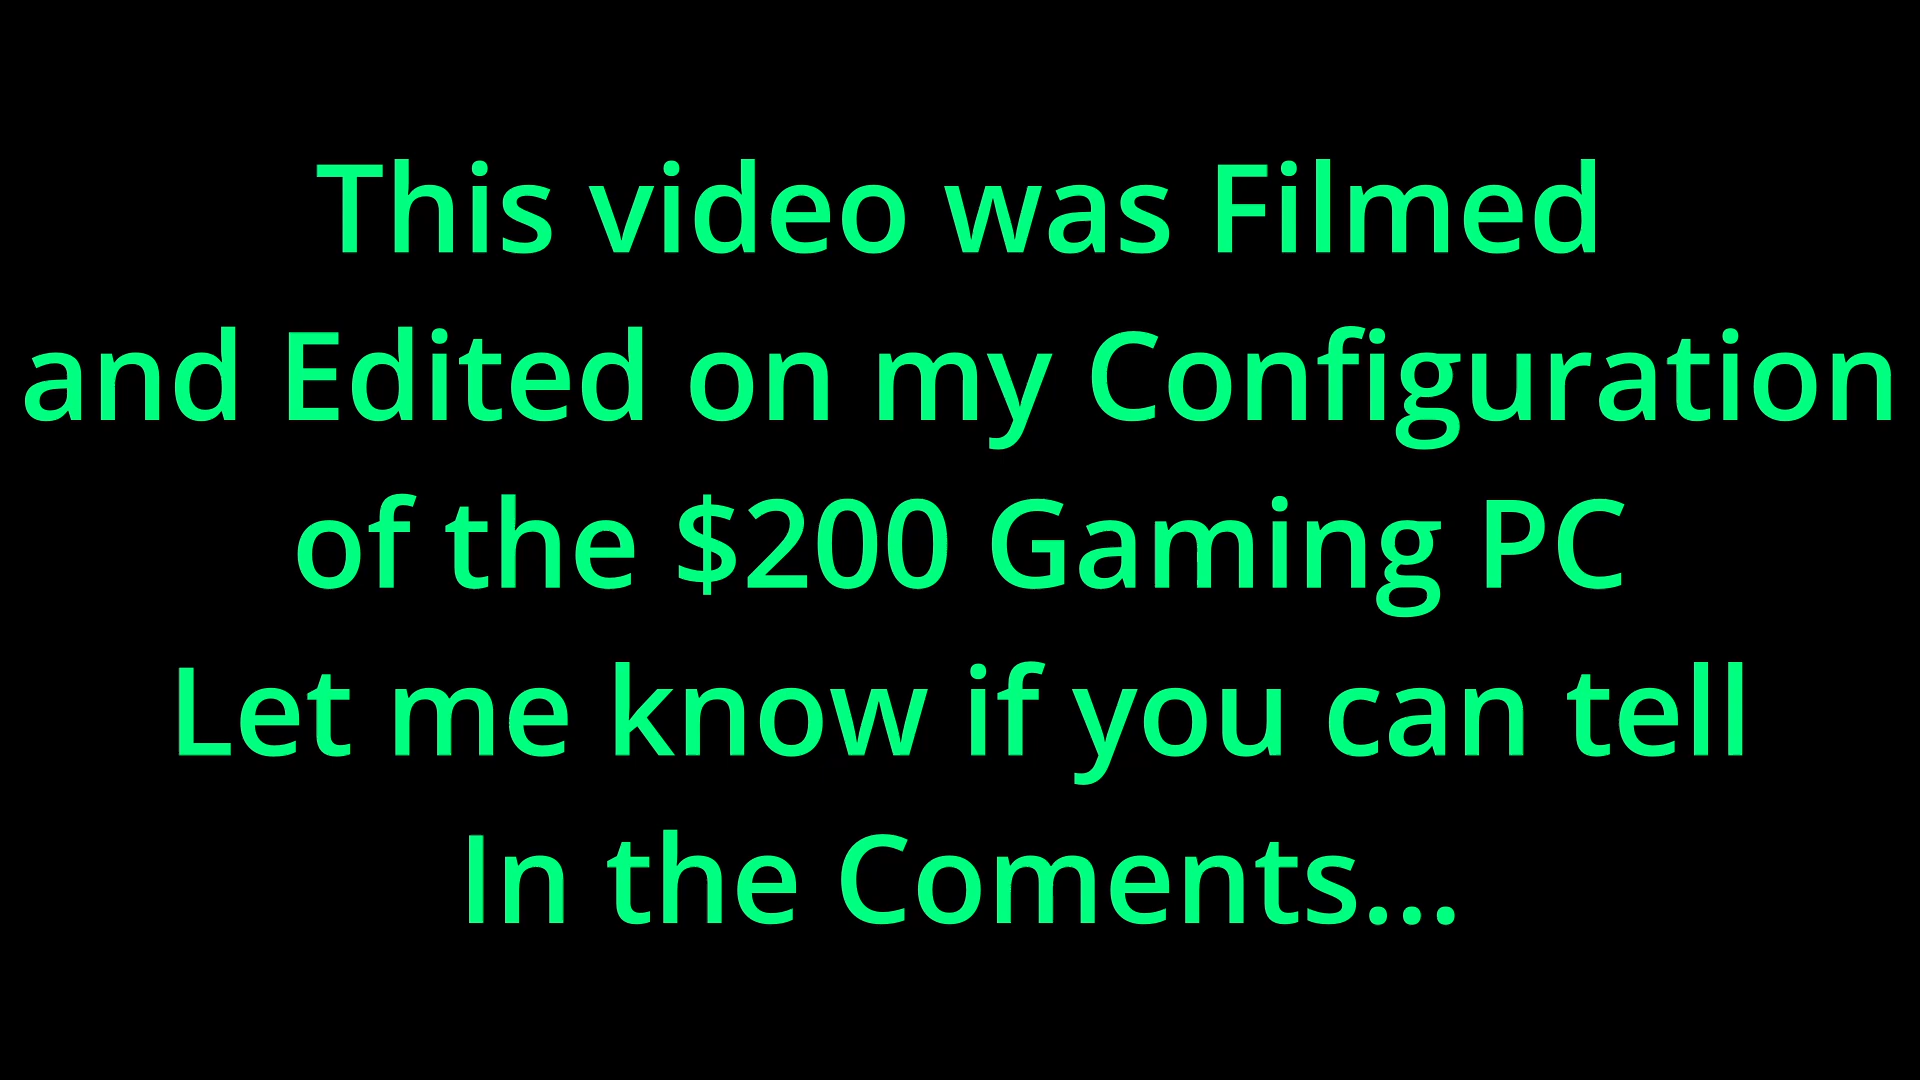 This video was Filmed
and Edited on my Configuration
of the $200 Gaming PC
Let me know if you can tell
In the Coments...